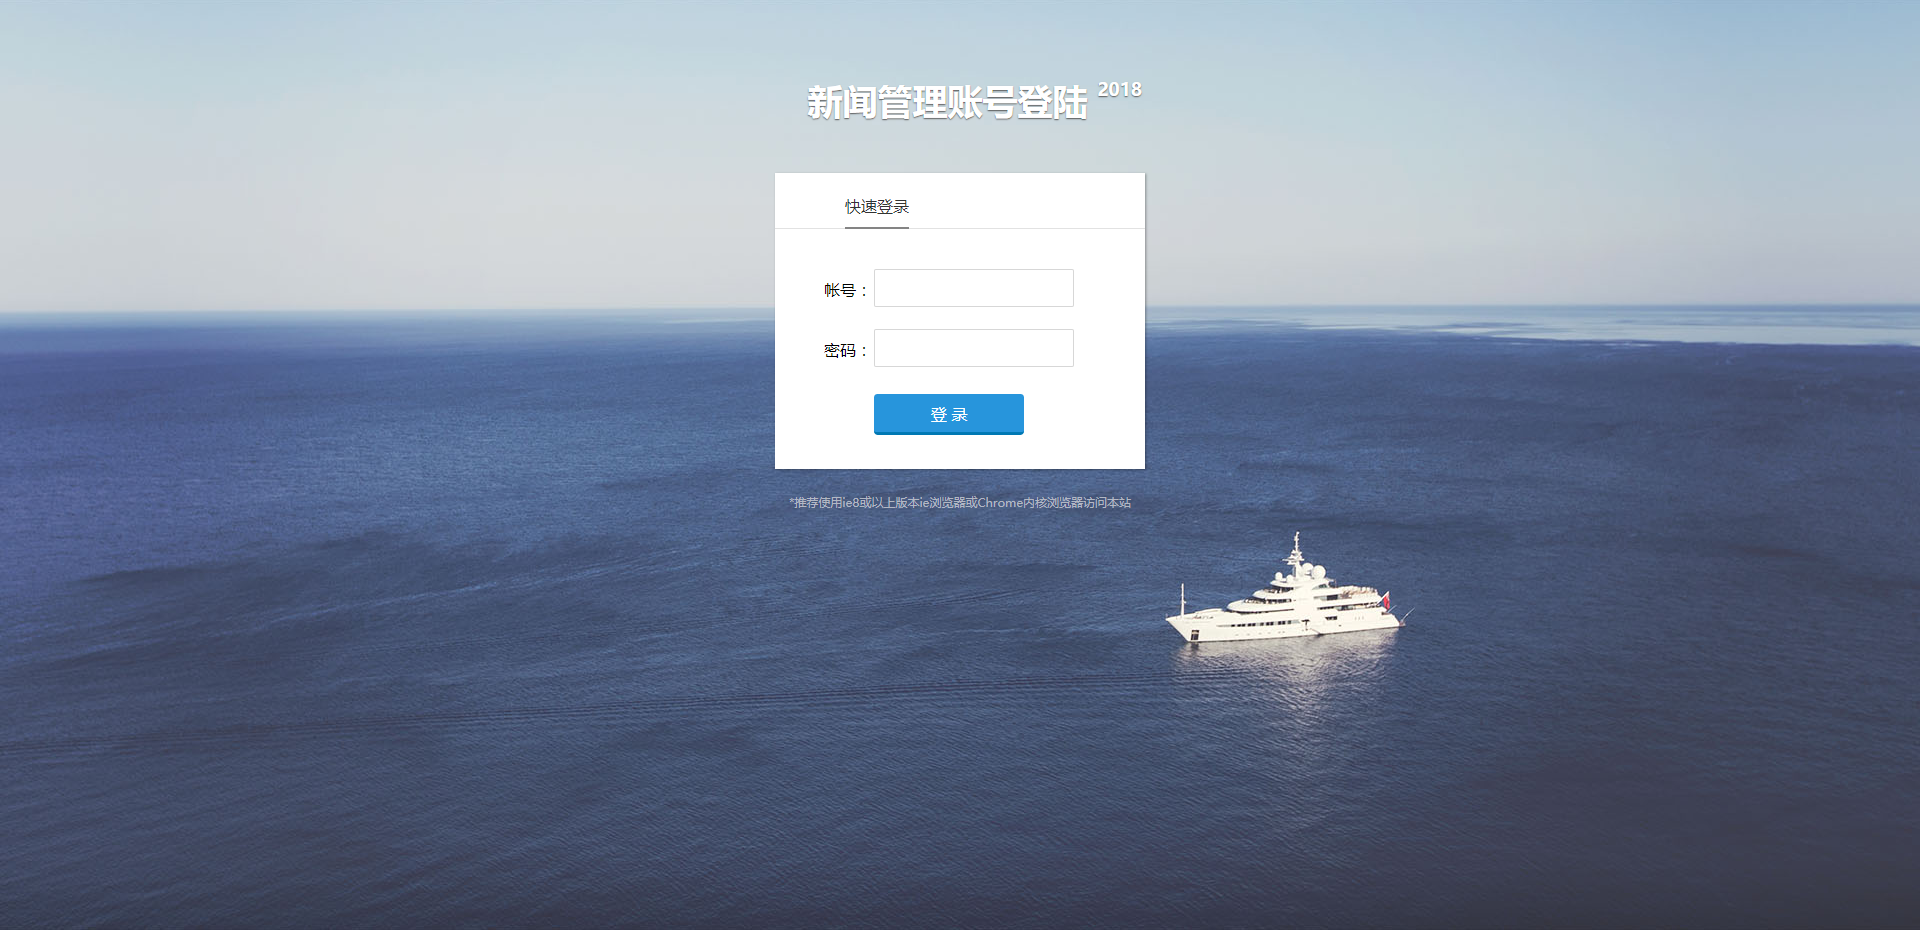 新闻管理账号登陆 2018
快速登录
帐号：
密码：
登 录
*推荐使用ie8或以上版本ie浏览器或Chrome内核浏览器访问本站